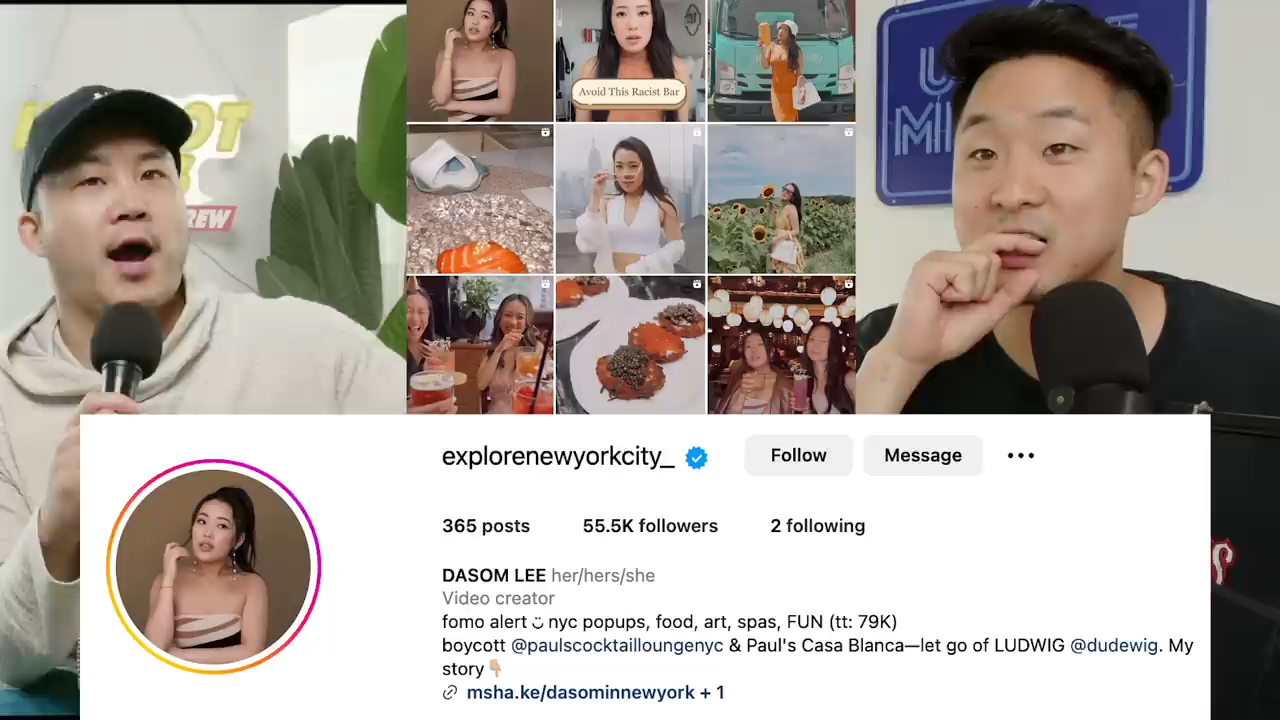 Avoid This Racist Bar
explorenewyorkcity_
Follow
Message
365 posts
55.5K followers
2 following
DASOM LEE her/hers/she
Video creator
fomo alert ㋡ nyc popups, food, art, spas, FUN (tt: 79K)
boycott @paulscocktailloungenyc & Paul's Casa Blanca—let go of LUDWIG @dudewig. My
story👇🏼
msha.ke/dasominnewyork + 1